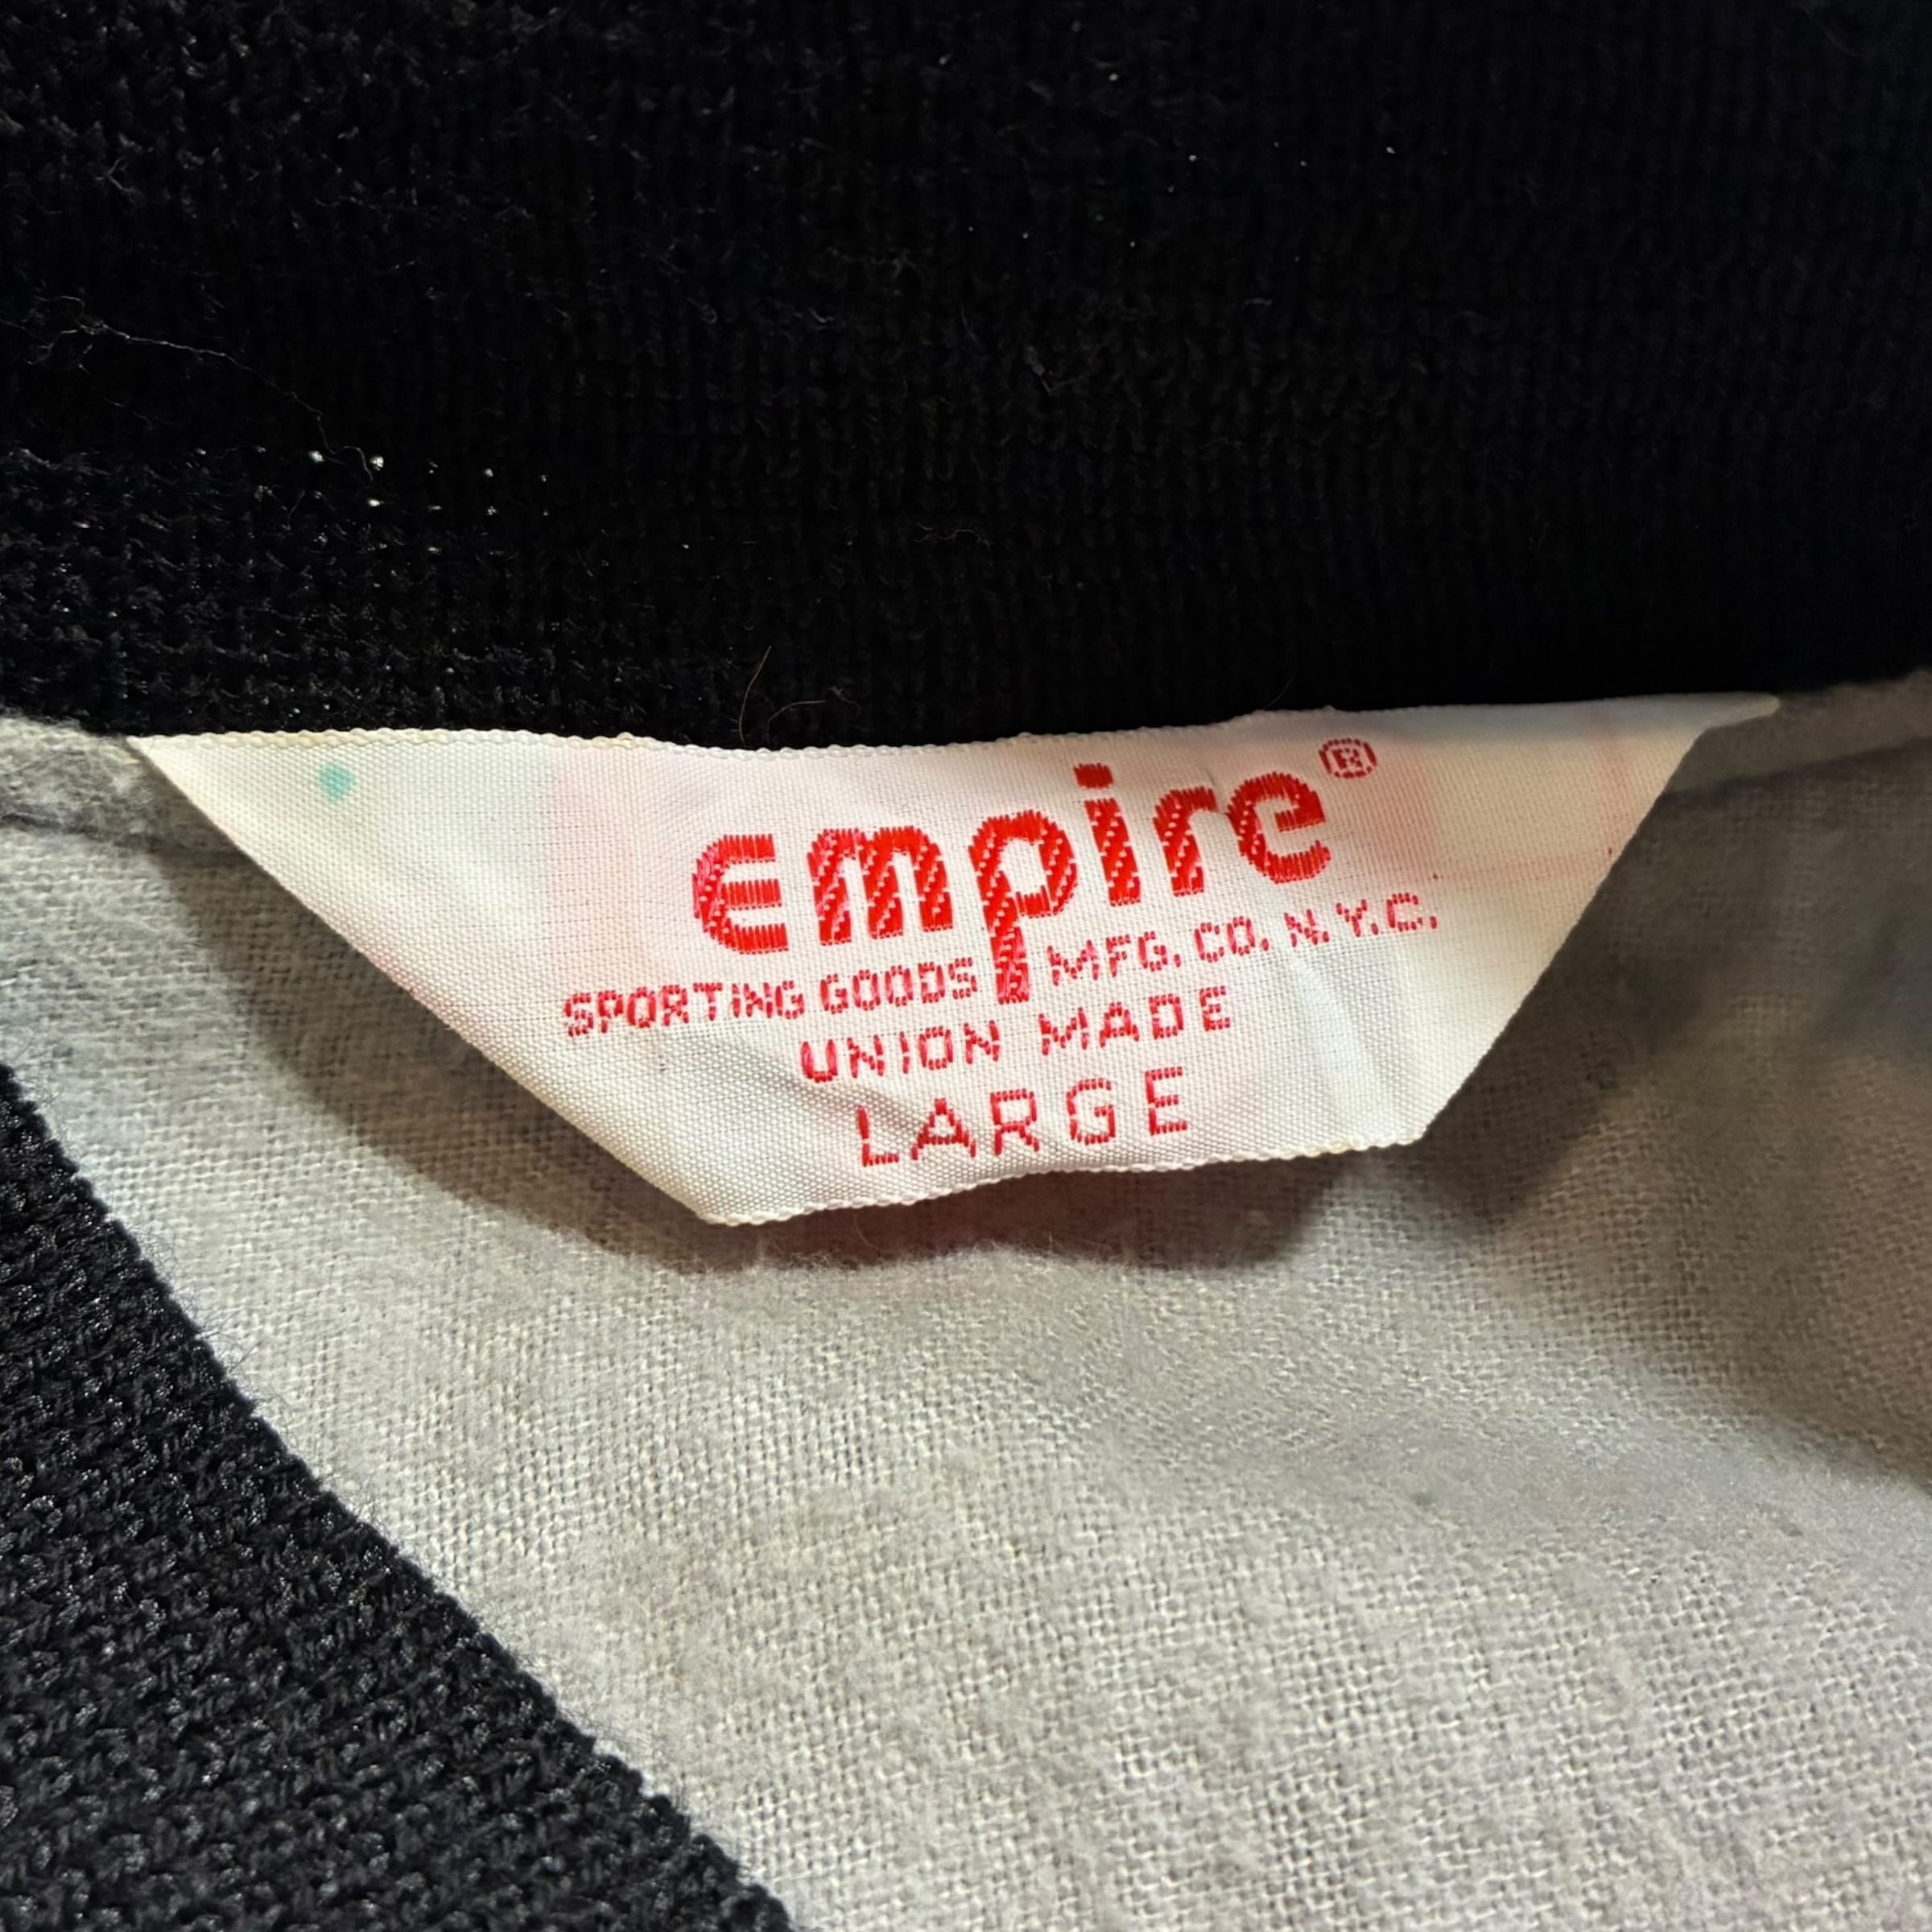 empire®
SPORTING GOODS MFG. CO. N.Y.C.
UNION MADE
LARGE